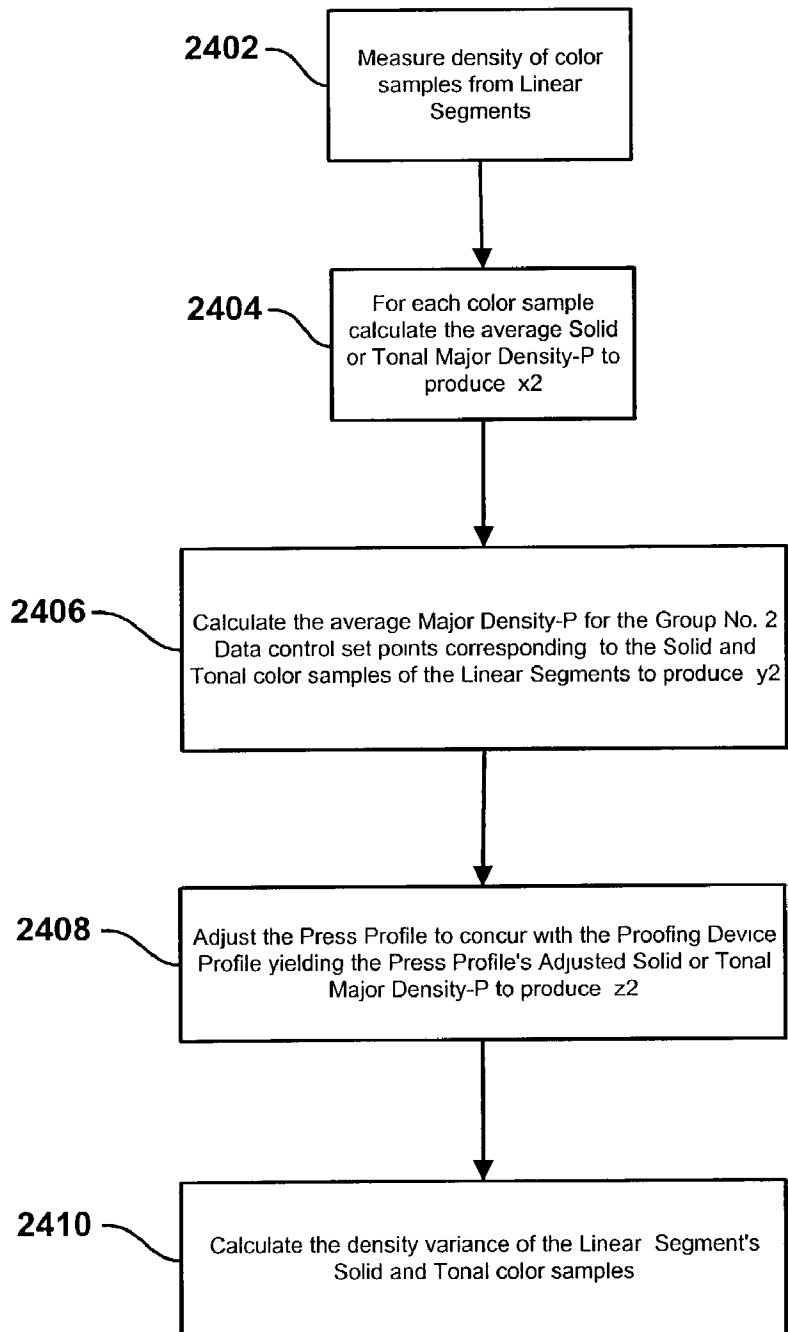 2402
Measure density of color
samples from Linear
Segments
2404
For each color sample
calculate the average Solid
or Tonal Major Density-P to
produce x2
2406
Calculate the average Major Density-P for the Group No. 2
Data control set points corresponding to the Solid and
Tonal color samples of the Linear Segments to produce y2
2408
Adjust the Press Profile to concur with the Proofing Device
Profile yielding the Press Profile's Adjusted Solid or Tonal
Major Density-P to produce z2
2410
Calculate the density variance of the Linear Segment's
Solid and Tonal color samples